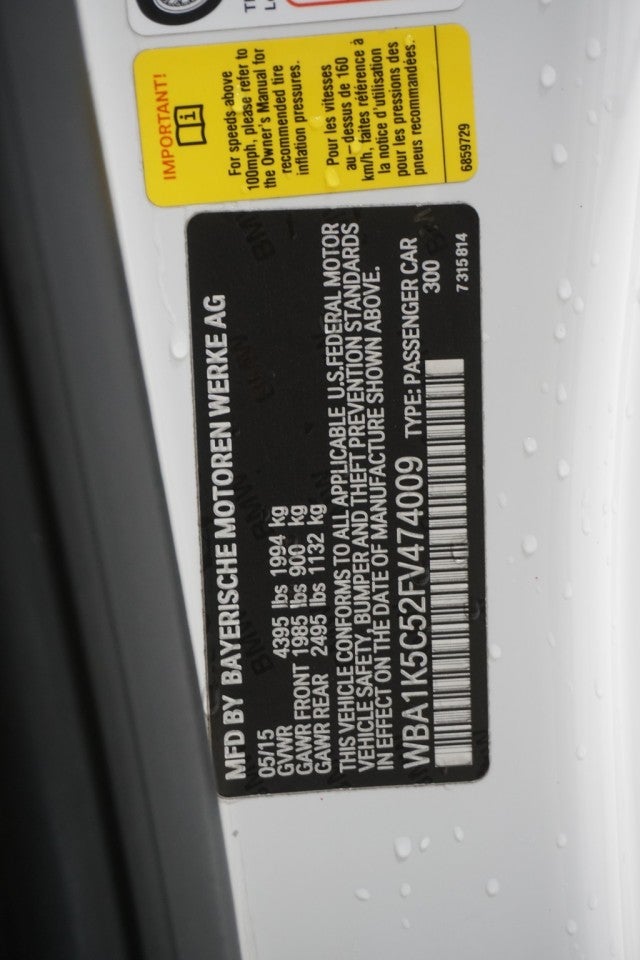 IMPORTANT!
For speeds above
100mph, please refer to
the Owner's Manual for
recommended tire
inflation pressures.
Pour les vitesses
au-dessus de 160
km/h, faites référence à
la notice d'utilisation
pour les pressions des
pneus recommandées.
6859729
MFD BY BAYERISCHE MOTOREN WERKE AG
05/15
GVWR 4395 lbs 1994 kg
GAWR FRONT 1985 lbs 900 kg
GAWR REAR 2495 lbs 1132 kg
THIS VEHICLE CONFORMS TO ALL APPLICABLE U.S.FEDERAL MOTOR
VEHICLE SAFETY, BUMPER AND THEFT PREVENTION STANDARDS
IN EFFECT ON THE DATE OF MANUFACTURE SHOWN ABOVE.
WBA1K5C52FV474009 TYPE: PASSENGER CAR
300
7 315 814